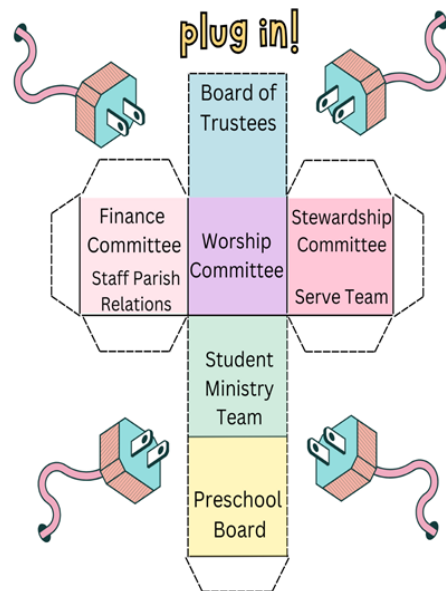 plug in!
Board of
Trustees
Finance
Committee
Staff Parish
Relations
Worship
Committee
Stewardship
Committee
Serve Team
Student
Ministry
Team
Preschool
Board